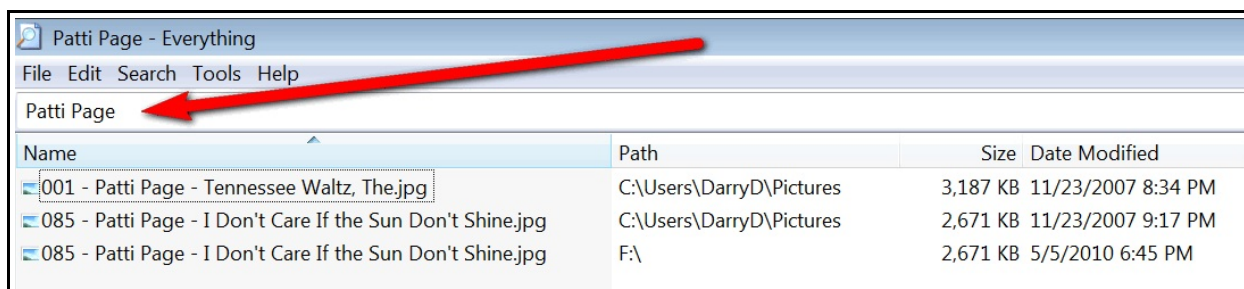 Patti Page - Everything
File Edit Search Tools Help
Patti Page
Name Path Size Date Modified
001 - Patti Page - Tennessee Waltz, The.jpg C:\Users\DarryD\Pictures 3,187 KB 11/23/2007 8:34 PM
085 - Patti Page - I Don't Care If the Sun Don't Shine.jpg C:\Users\DarryD\Pictures 2,671 KB 11/23/2007 9:17 PM
085 - Patti Page - I Don't Care If the Sun Don't Shine.jpg F:\ 2,671 KB 5/5/2010 6:45 PM